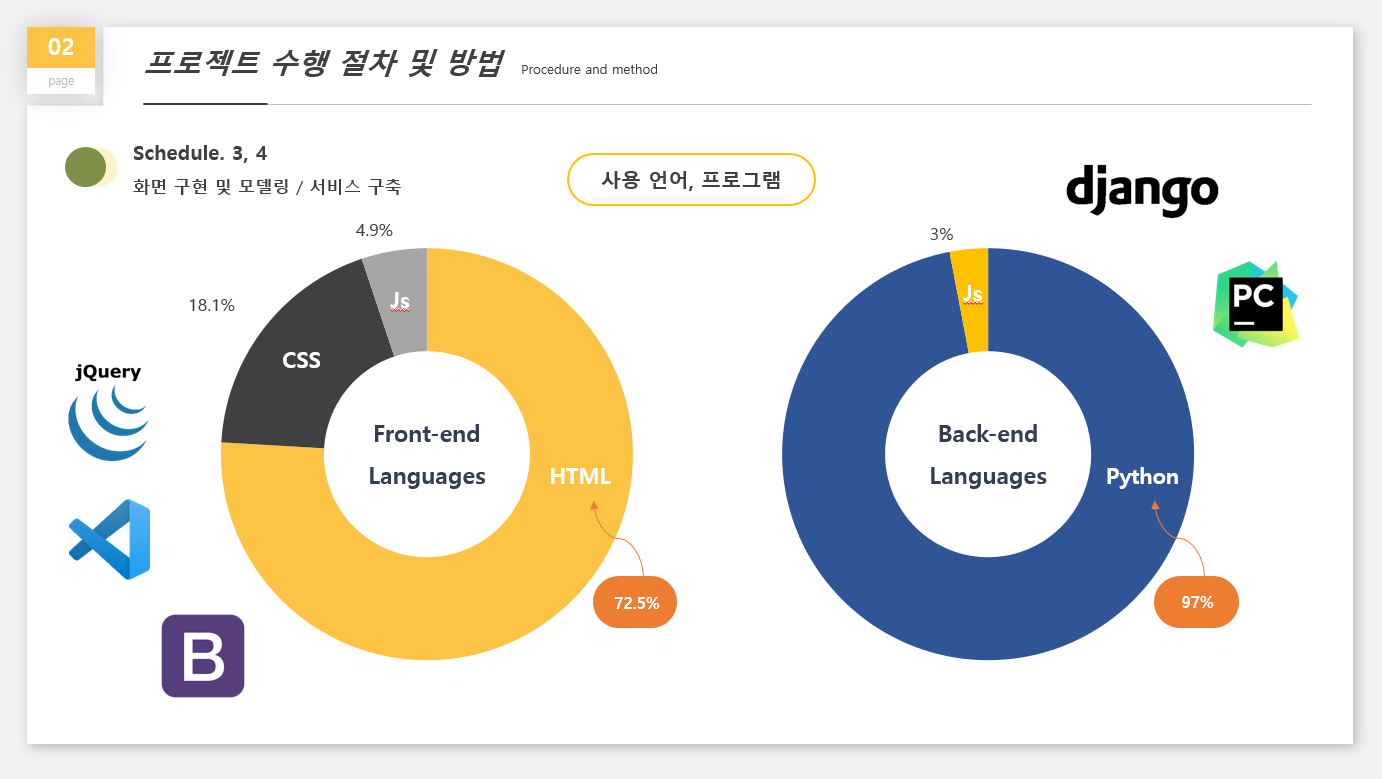 02
page
프로젝트 수행 절차 및 방법 Procedure and method
Schedule. 3, 4
화면 구현 및 모델링 / 서비스 구축
사용 언어, 프로그램
django
4.9%
3%
18.1%
Js
Js
PC
CSS
jQuery
Front-end
Languages
HTML
72.5%
Back-end
Languages
Python
97%
B